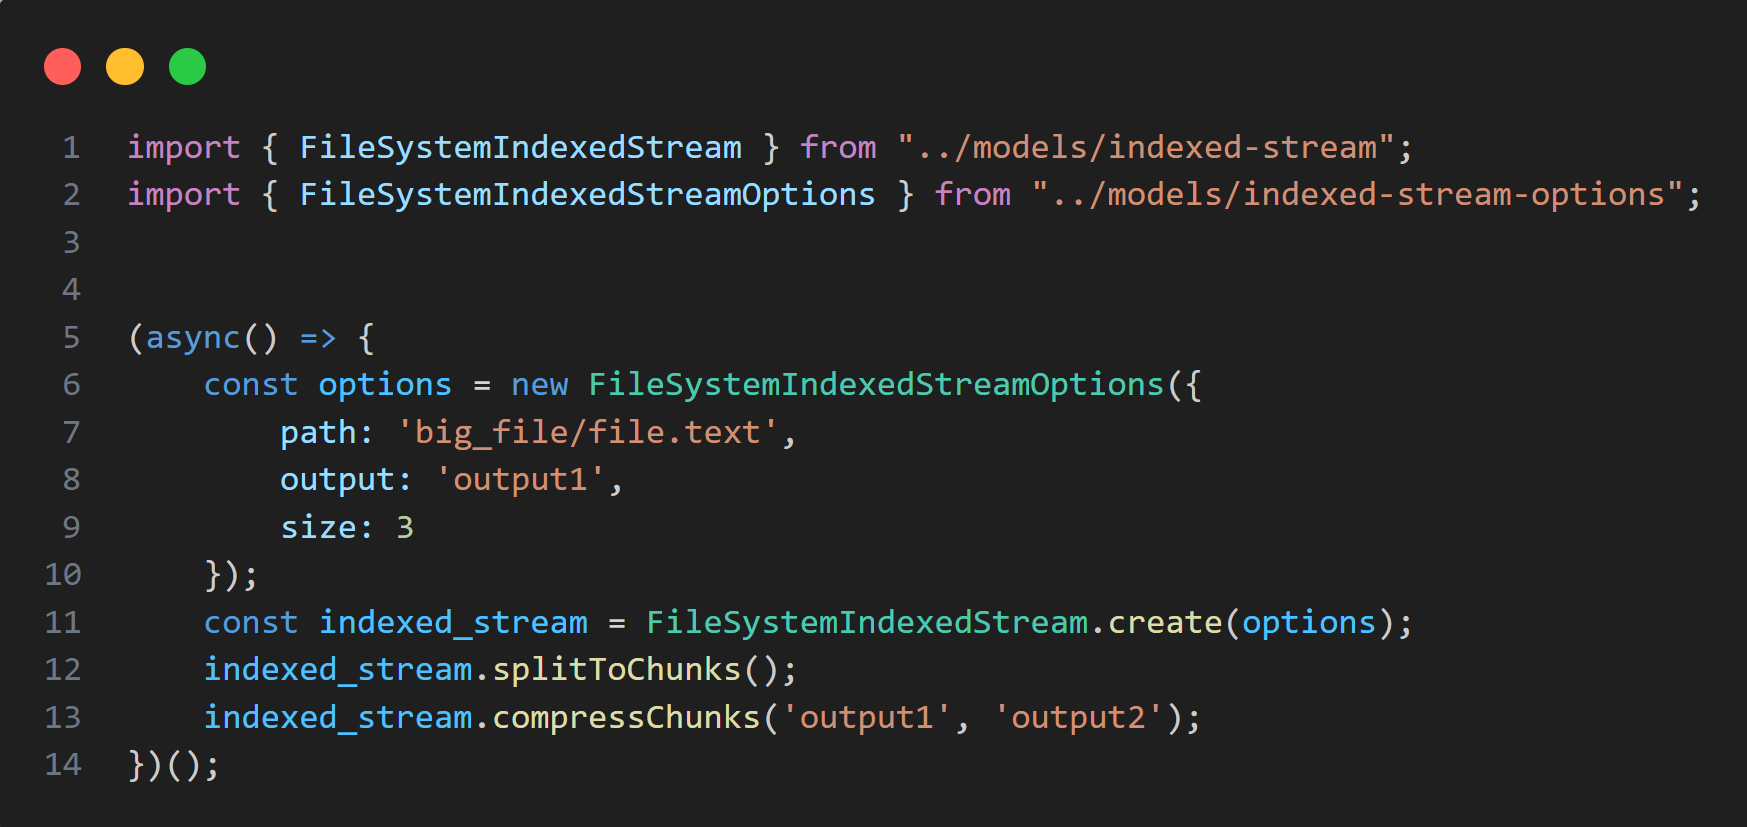 1 import { FileSystemIndexedStream } from "../models/indexed-stream";
2 import { FileSystemIndexedStreamOptions } from "../models/indexed-stream-options";
3
4
5 (async() => {
6     const options = new FileSystemIndexedStreamOptions({
7         path: 'big_file/file.text',
8         output: 'output1',
9         size: 3
10     });
11     const indexed_stream = FileSystemIndexedStream.create(options);
12     indexed_stream.splitToChunks();
13     indexed_stream.compressChunks('output1', 'output2');
14 })();